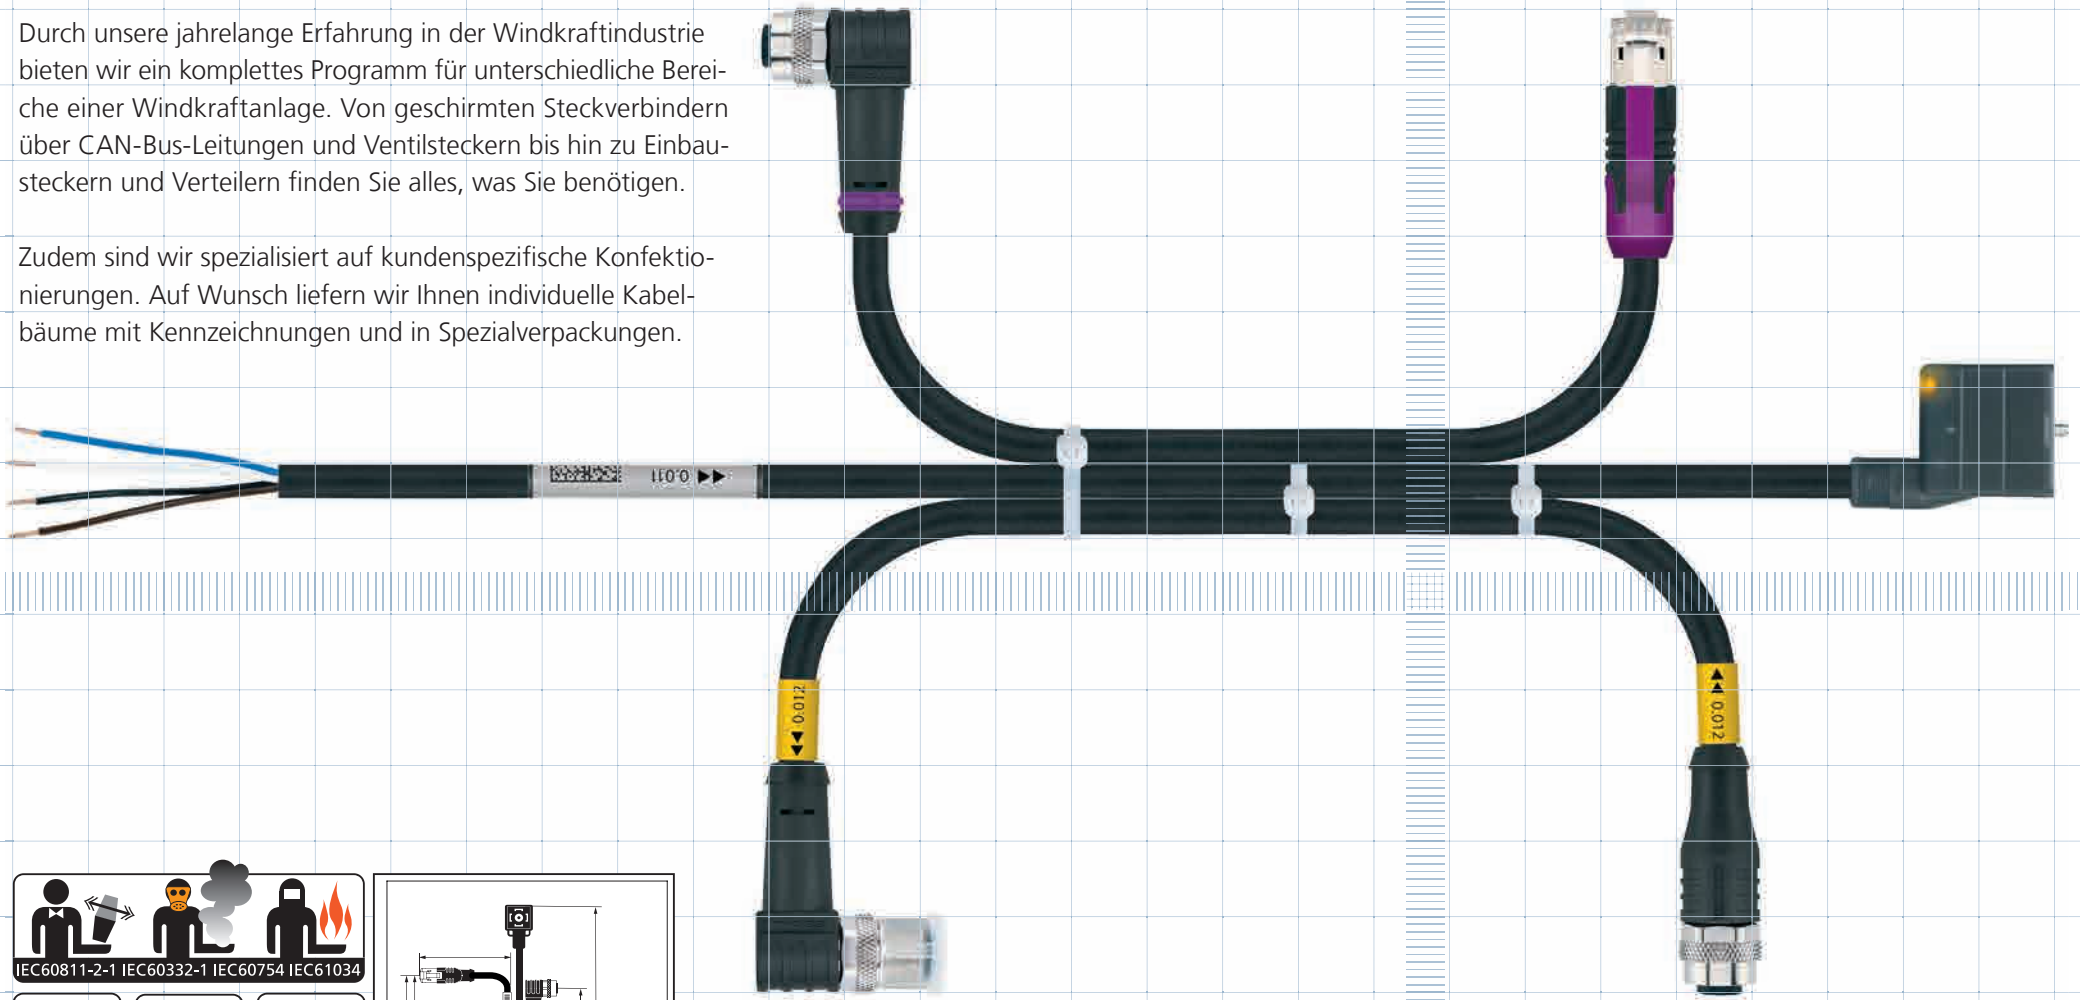 Durch unsere jahrelange Erfahrung in der Windkraftindustrie
bieten wir ein komplettes Programm für unterschiedliche Berei-
che einer Windkraftanlage. Von geschirmten Steckverbindern
über CAN-Bus-Leitungen und Ventilsteckern bis hin zu Einbau-
steckern und Verteilern finden Sie alles, was Sie benötigen.
Zudem sind wir spezialisiert auf kundenspezifische Konfektio-
nierungen. Auf Wunsch liefern wir Ihnen individuelle Kabel-
bäume mit Kennzeichnungen und in Spezialverpackungen.
0.011
0.012
0.012
IEC60811-2-1 IEC60332-1 IEC60754 IEC61034